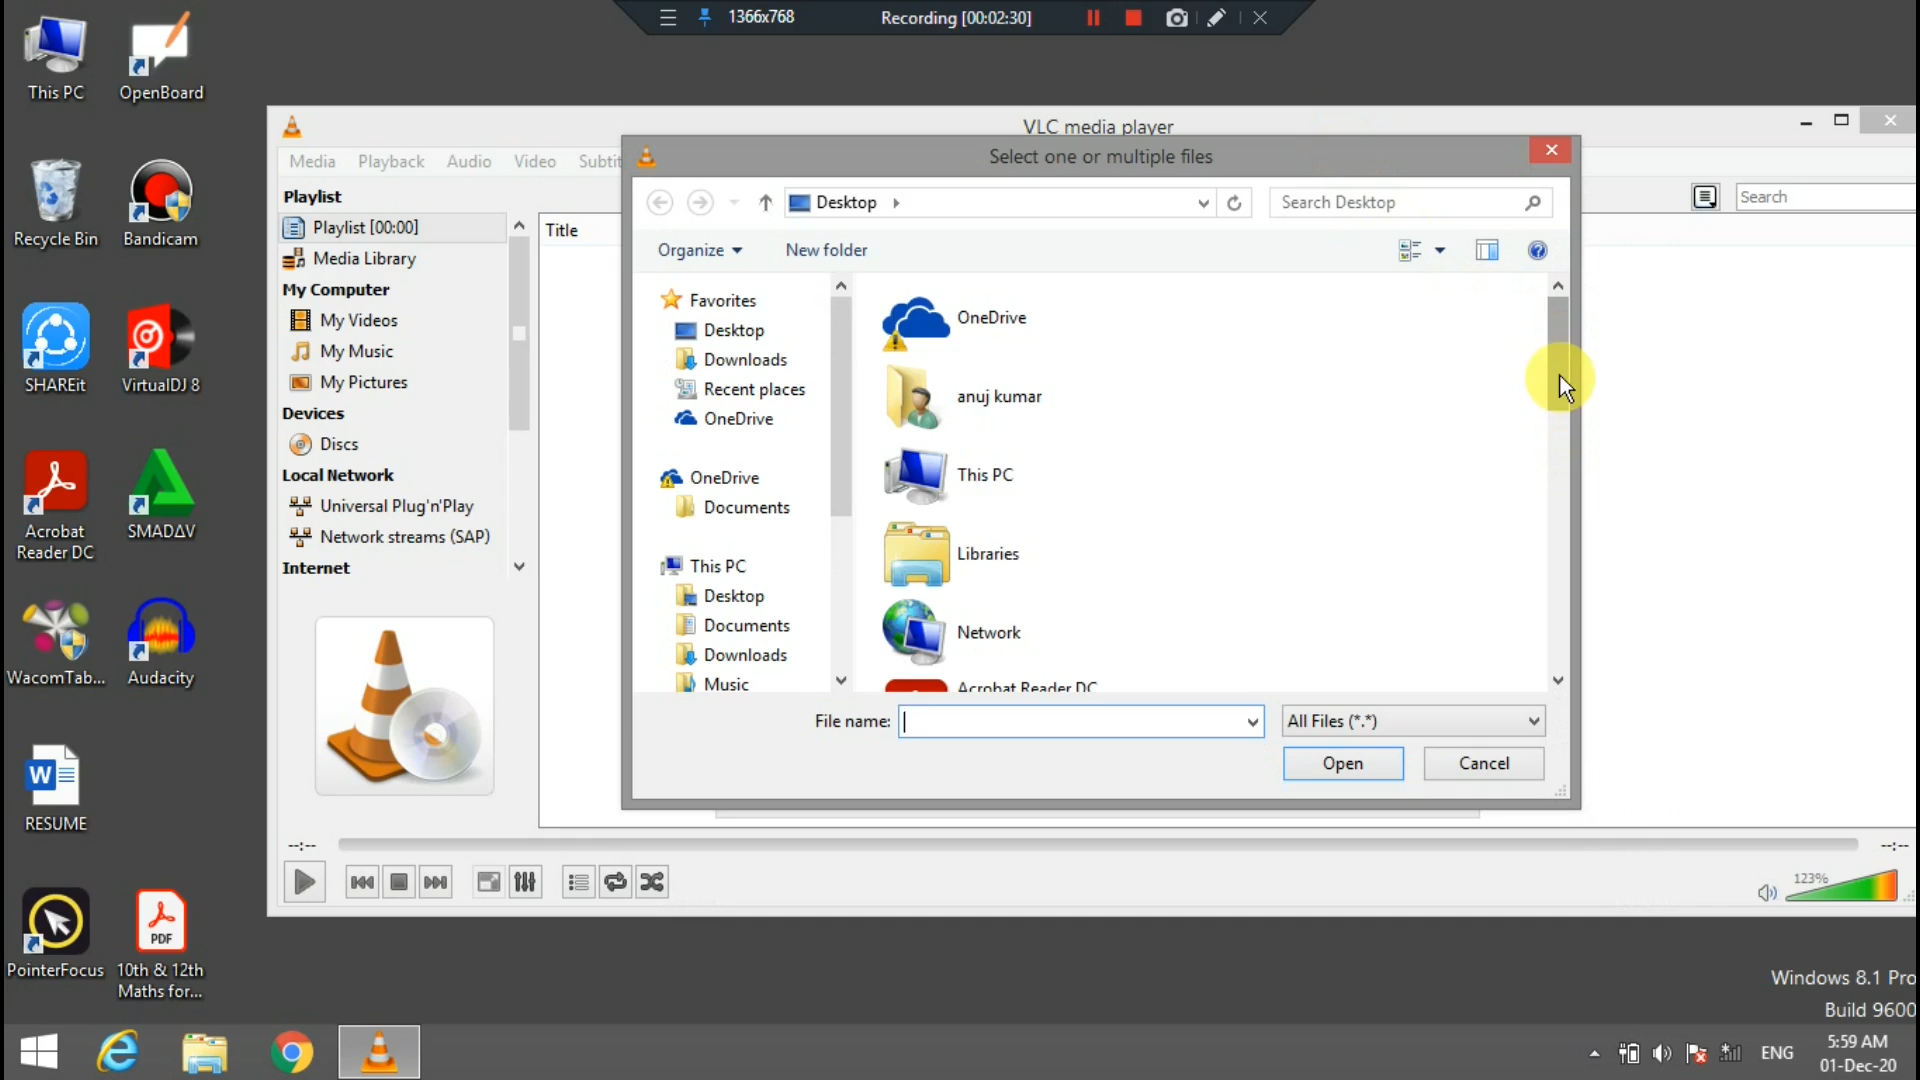 1366x768
Recording [00:02:30]
This PC
OpenBoard
Recycle Bin
Bandicam
SHAREit
VirtualDJ 8
Acrobat
Reader DC
SMADAV
WacomTab...
Audacity
RESUME
PointerFocus
PDF
10th & 12th
Maths for...
VLC media player
Media
Playback
Audio
Video
Subtit
Playlist
Playlist [00:00]
Media Library
My Computer
My Videos
My Music
My Pictures
Devices
Discs
Local Network
Universal Plug'n'Play
Network streams (SAP)
Internet
Title
Search
Select one or multiple files
Desktop
Search Desktop
Organize
New folder
Favorites
Desktop
Downloads
Recent places
OneDrive
OneDrive
Documents
This PC
Desktop
Documents
Downloads
Music
OneDrive
anuj kumar
This PC
Libraries
Network
Acrobat Reader DC
File name:
All Files (*.*)
Open
Cancel
--:--
--:--
123%
Windows 8.1 Pro
Build 9600
ENG
5:59 AM
01-Dec-20